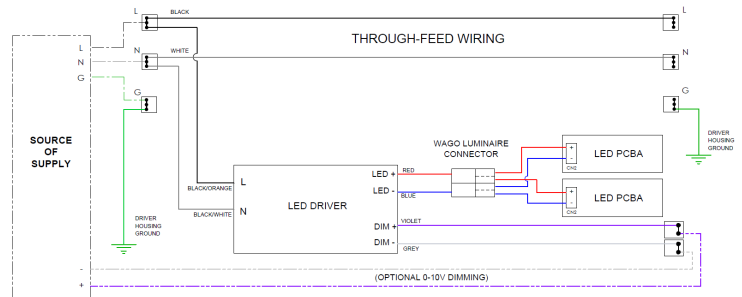 L
BLACK
L
THROUGH-FEED WIRING
L
N
WHITE
N
N
G
G
G
SOURCE
OF
SUPPLY
DRIVER
HOUSING
GROUND
WAGO LUMINAIRE
CONNECTOR
LED PCBA
CN2
+
-
LED +
RED
L
BLACK/ORANGE
LED DRIVER
LED -
BLUE
LED PCBA
CN2
+
-
N
BLACK/WHITE
DIM +
VIOLET
DRIVER
HOUSING
GROUND
DIM -
GREY
-
(OPTIONAL 0-10V DIMMING)
+